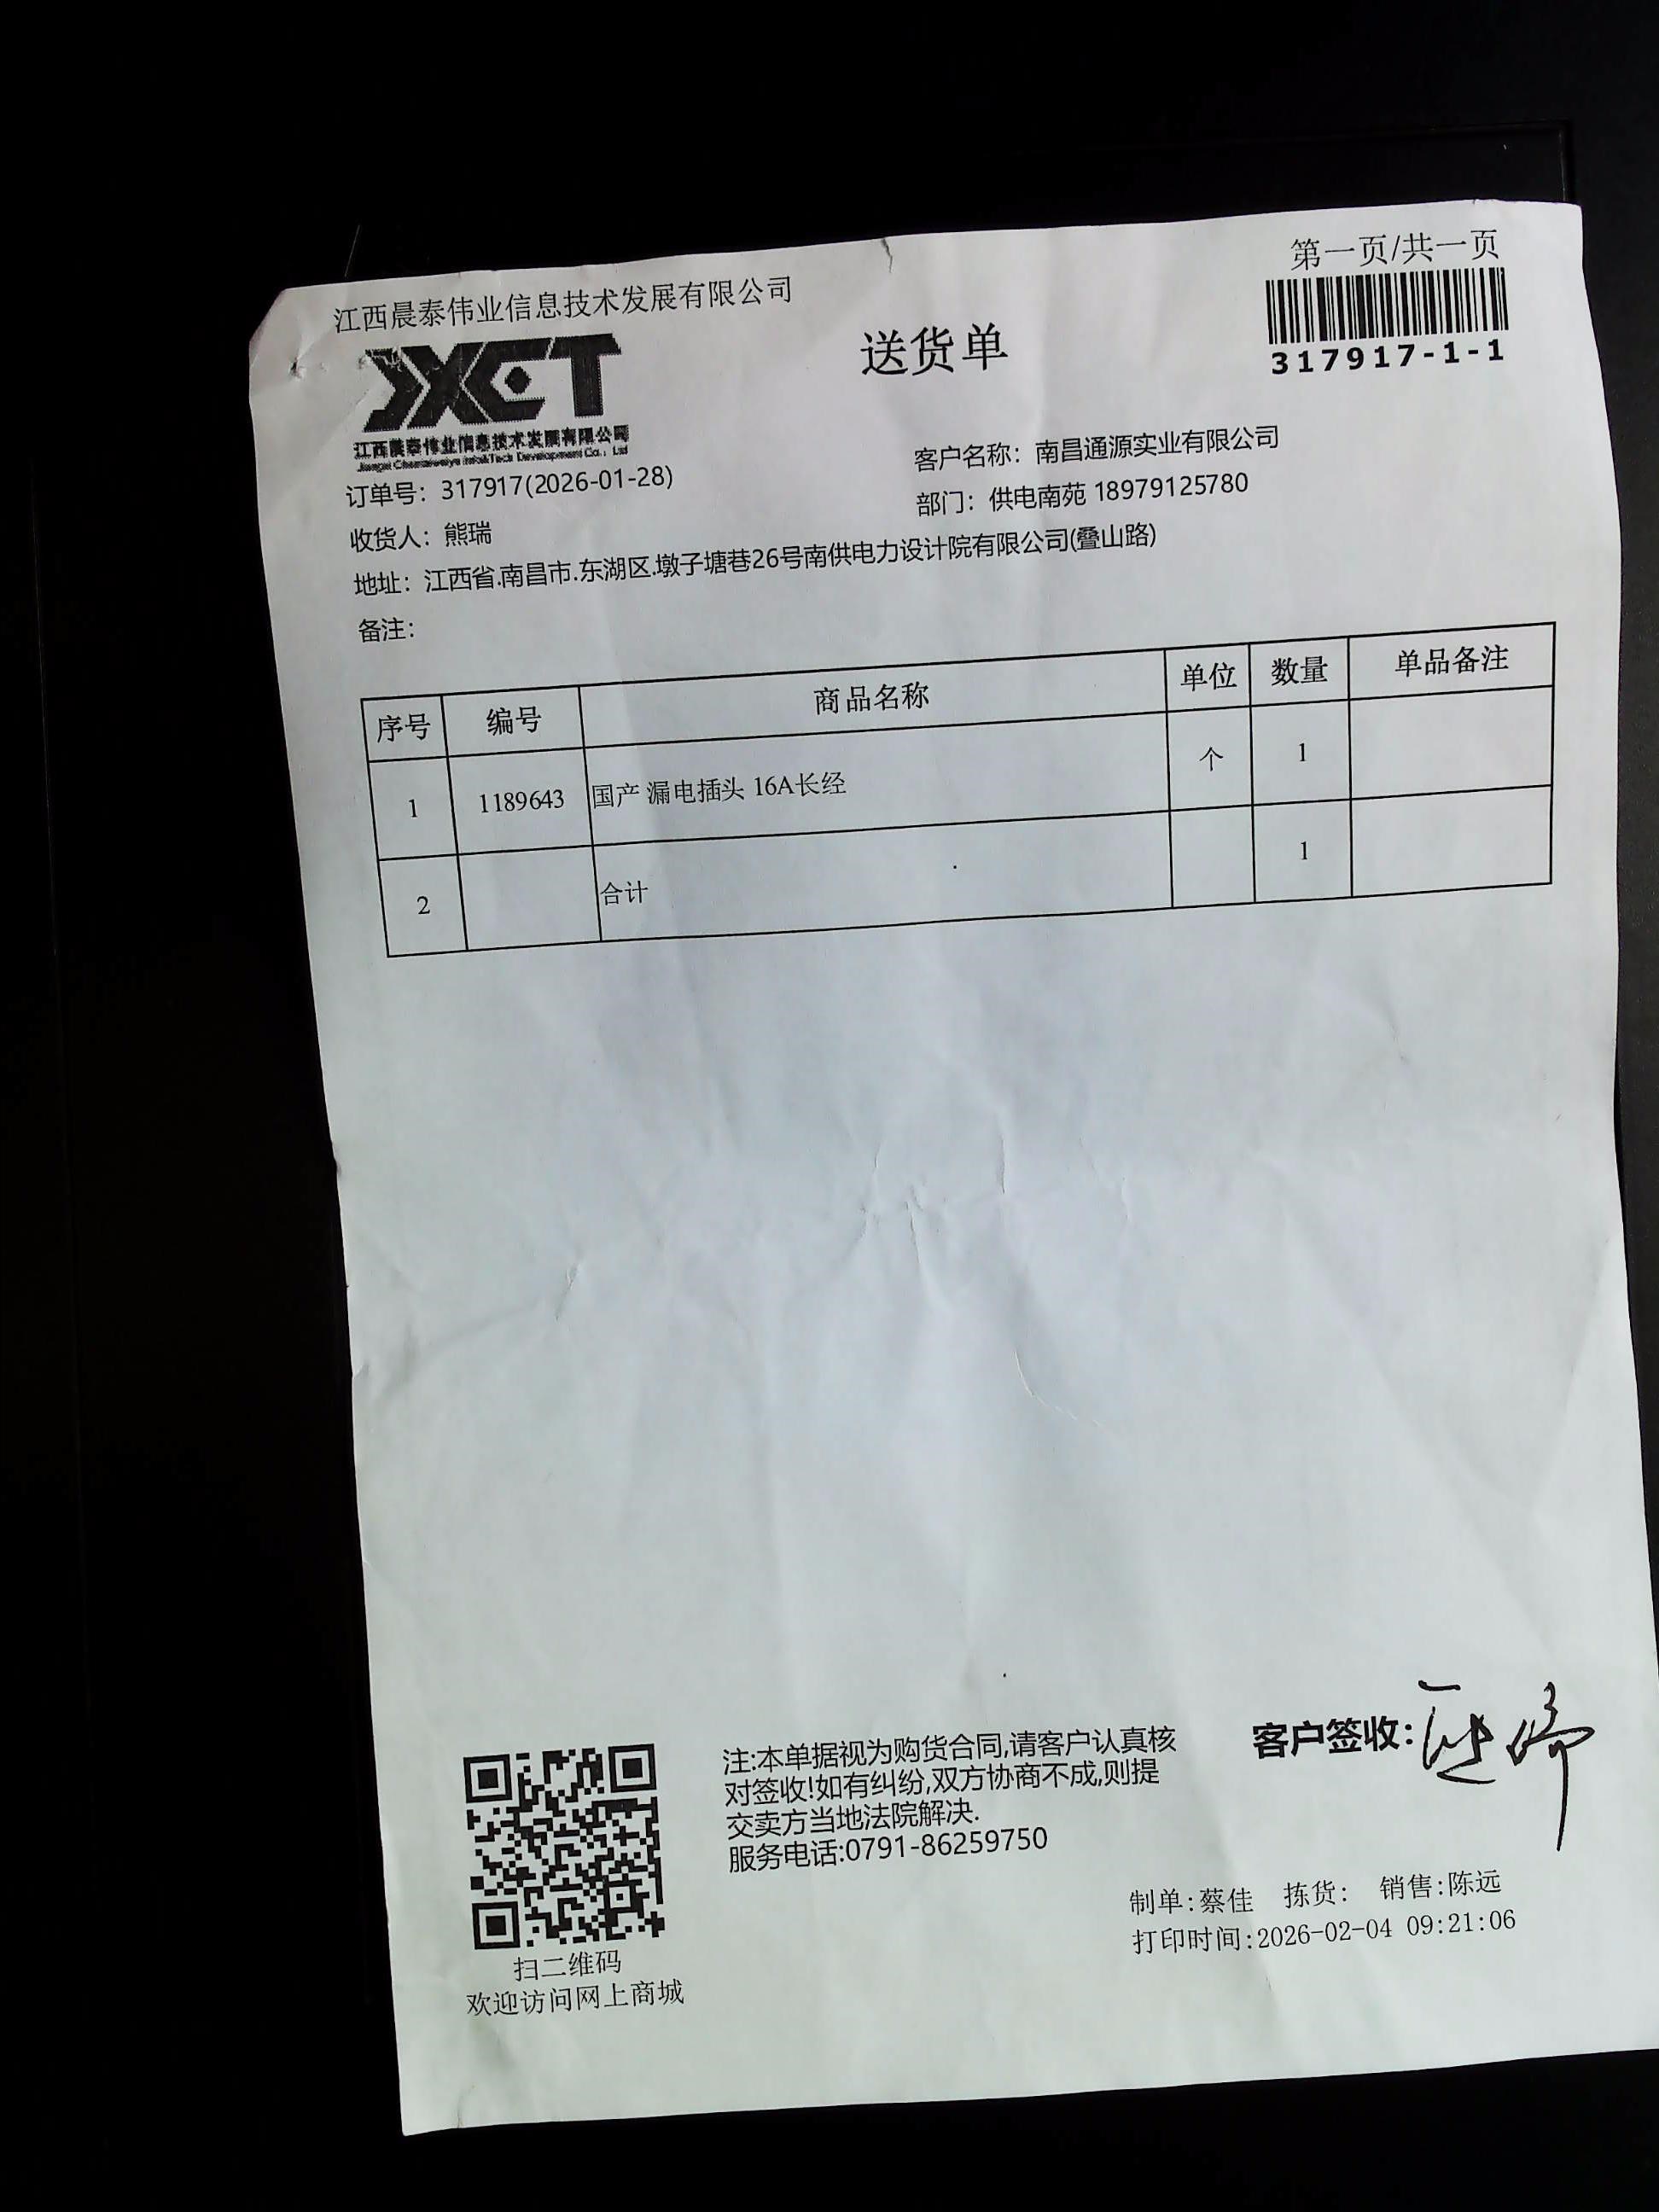 第一页/共一页
江西晨泰伟业信息技术发展有限公司
送货单
317917-1-1
JXCT
江西晨泰伟业信息技术发展有限公司
客户名称：南昌通源实业有限公司
订单号：317917(2026-01-28)
部门：供电南苑 18979125780
收货人：熊瑞
地址：江西省.南昌市.东湖区.墩子塘巷26号南供电力设计院有限公司(叠山路)
备注：
序号 编号 商品名称 单位 数量 单品备注
1 1189643 国产 漏电插头 16A长经 个 1
2 合计 1
注:本单据视为购货合同,请客户认真核
对签收!如有纠纷,双方协商不成,则提
交卖方当地法院解决.
服务电话:0791-86259750
客户签收:
制单:蔡佳 拣货: 销售:陈远
打印时间:2026-02-04 09:21:06
扫二维码
欢迎访问网上商城